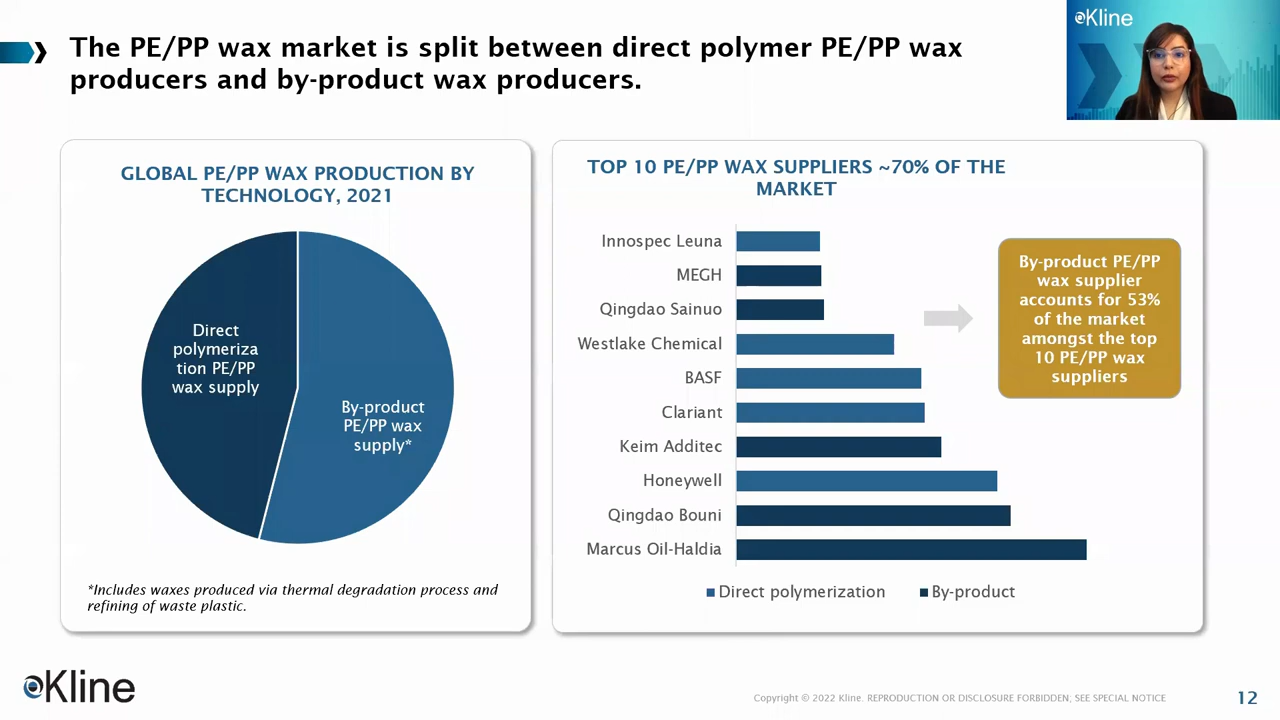 The PE/PP wax market is split between direct polymer PE/PP wax
producers and by-product wax producers.
eKline
GLOBAL PE/PP WAX PRODUCTION BY
TECHNOLOGY, 2021
Direct
polymeriza
tion PE/PP
wax supply
By-product
PE/PP wax
supply*
*Includes waxes produced via thermal degradation process and
refining of waste plastic.
TOP 10 PE/PP WAX SUPPLIERS ~70% OF THE
MARKET
Innospec Leuna
MEGH
Qingdao Sainuo
Westlake Chemical
BASF
Clariant
Keim Additec
Honeywell
Qingdao Bouni
Marcus Oil-Haldia
Direct polymerization
By-product
By-product PE/PP
wax supplier
accounts for 53%
of the market
amongst the top
10 PE/PP wax
suppliers
eKline
Copyright © 2022 Kline. REPRODUCTION OR DISCLOSURE FORBIDDEN; SEE SPECIAL NOTICE
12